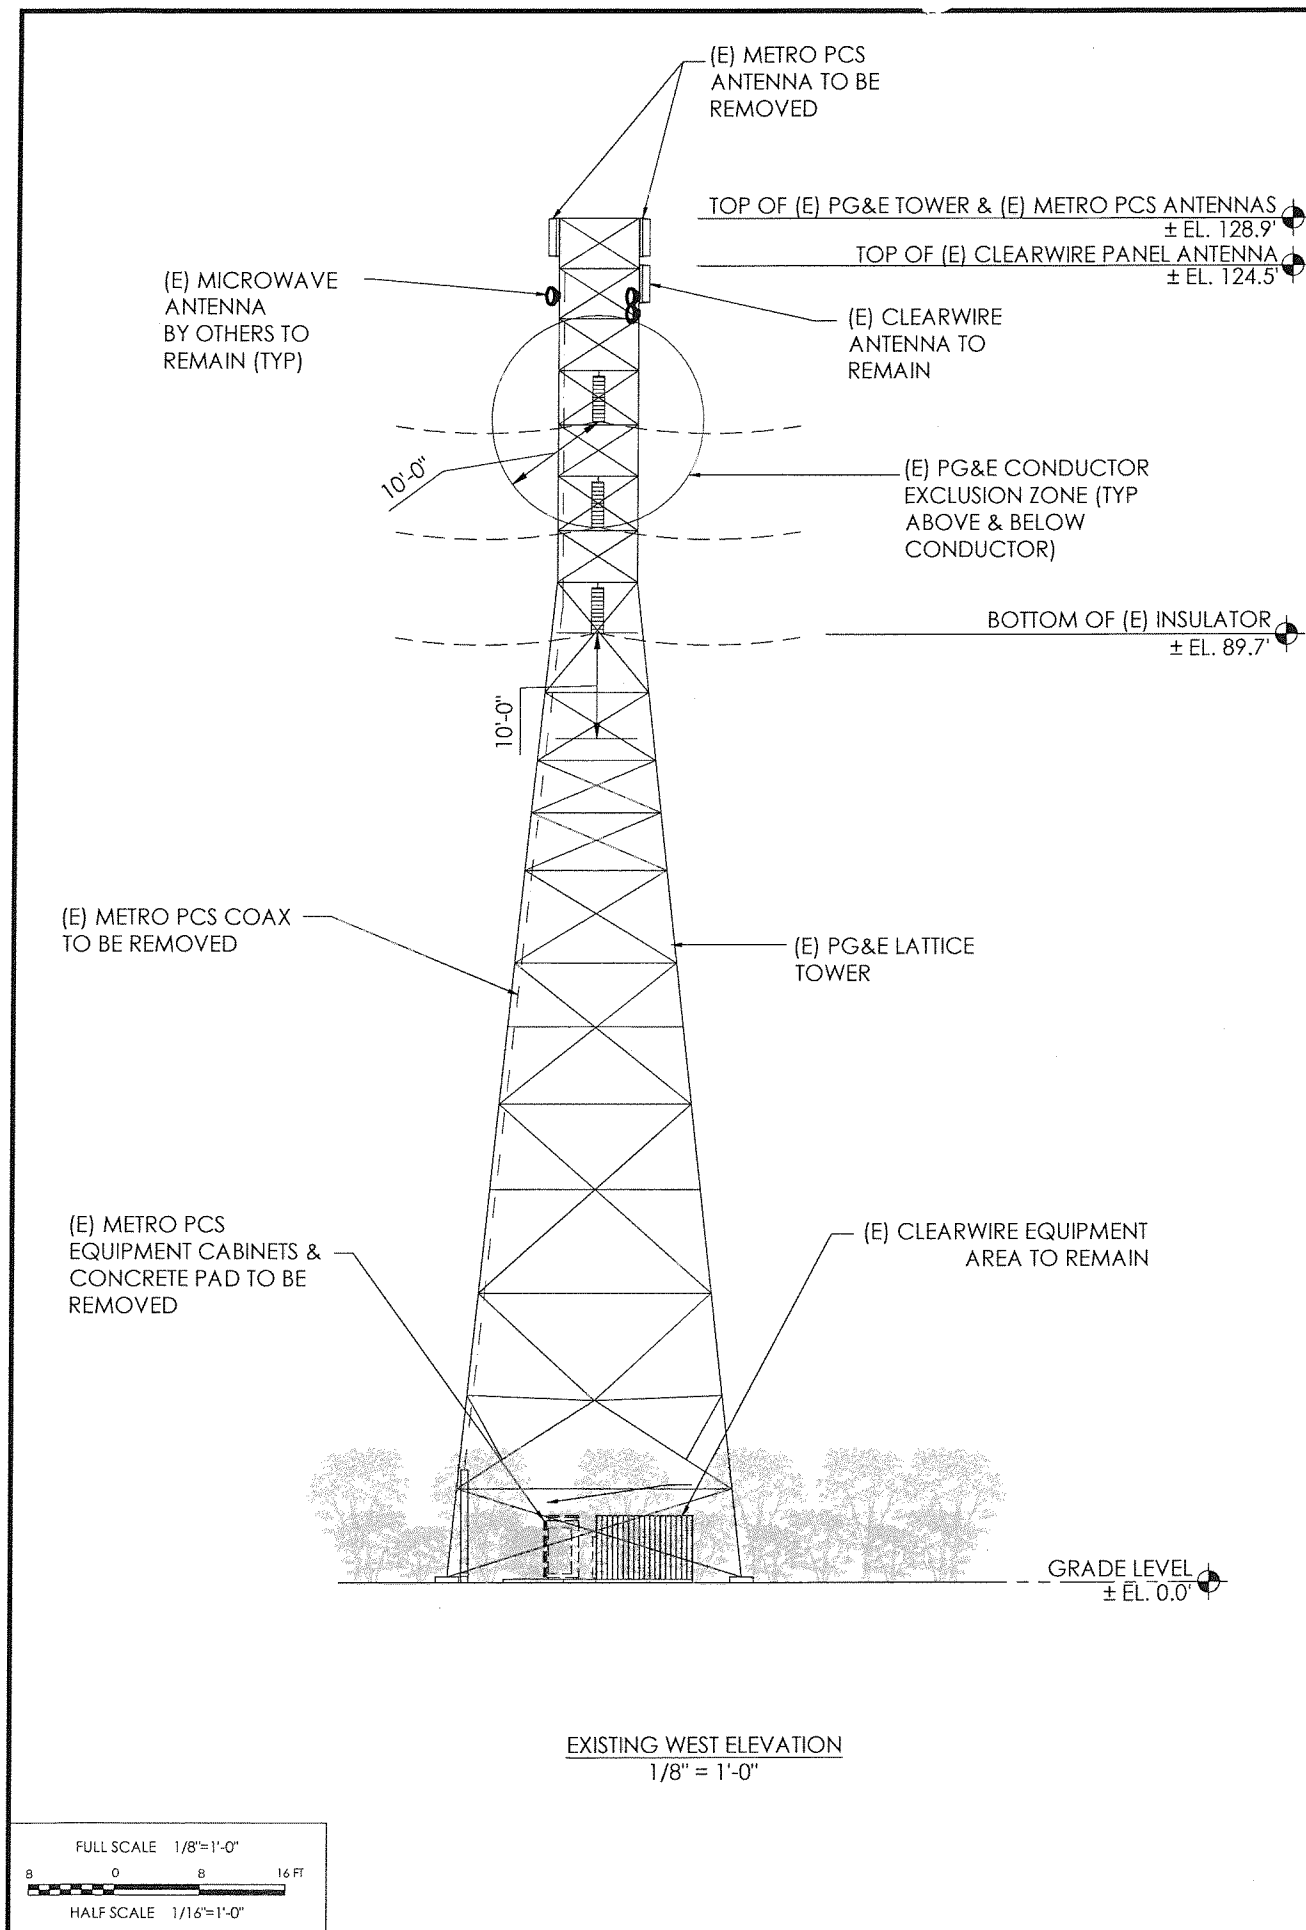 (E) METRO PCS
ANTENNA TO BE
REMOVED
TOP OF (E) PG&E TOWER & (E) METRO PCS ANTENNAS
± EL. 128.9'
TOP OF (E) CLEARWIRE PANEL ANTENNA
± EL. 124.5'
(E) MICROWAVE
ANTENNA
BY OTHERS TO
REMAIN (TYP)
(E) CLEARWIRE
ANTENNA TO
REMAIN
10'-0"
(E) PG&E CONDUCTOR
EXCLUSION ZONE (TYP
ABOVE & BELOW
CONDUCTOR)
BOTTOM OF (E) INSULATOR
± EL. 89.7'
10'-0"
(E) METRO PCS COAX
TO BE REMOVED
(E) PG&E LATTICE
TOWER
(E) METRO PCS
EQUIPMENT CABINETS &
CONCRETE PAD TO BE
REMOVED
(E) CLEARWIRE EQUIPMENT
AREA TO REMAIN
GRADE LEVEL
± EL. 0.0'
EXISTING WEST ELEVATION
1/8" = 1'-0"
FULL SCALE 1/8"=1'-0"
8 0 8 16 FT
HALF SCALE 1/16"=1'-0"